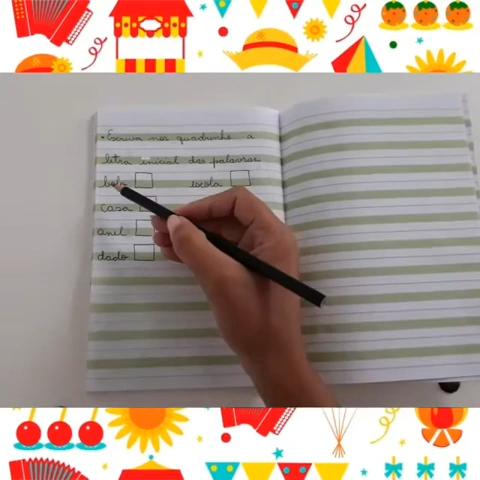 • Escreva nos quadrinhos a
letra inicial das palavras
bola escola
casa
anel
dado